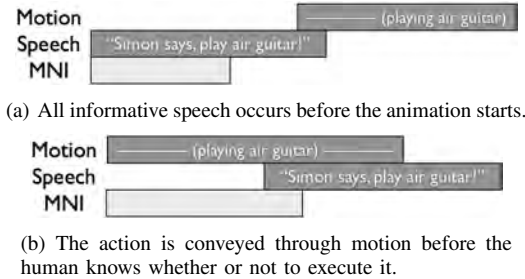 Motion ——— (playing air guitar)
Speech "Simon says, play air guitar!"
MNI
(a) All informative speech occurs before the animation starts.
Motion ——— (playing air guitar) ———
Speech "Simon says, play air guitar!"
MNI
(b) The action is conveyed through motion before the
human knows whether or not to execute it.